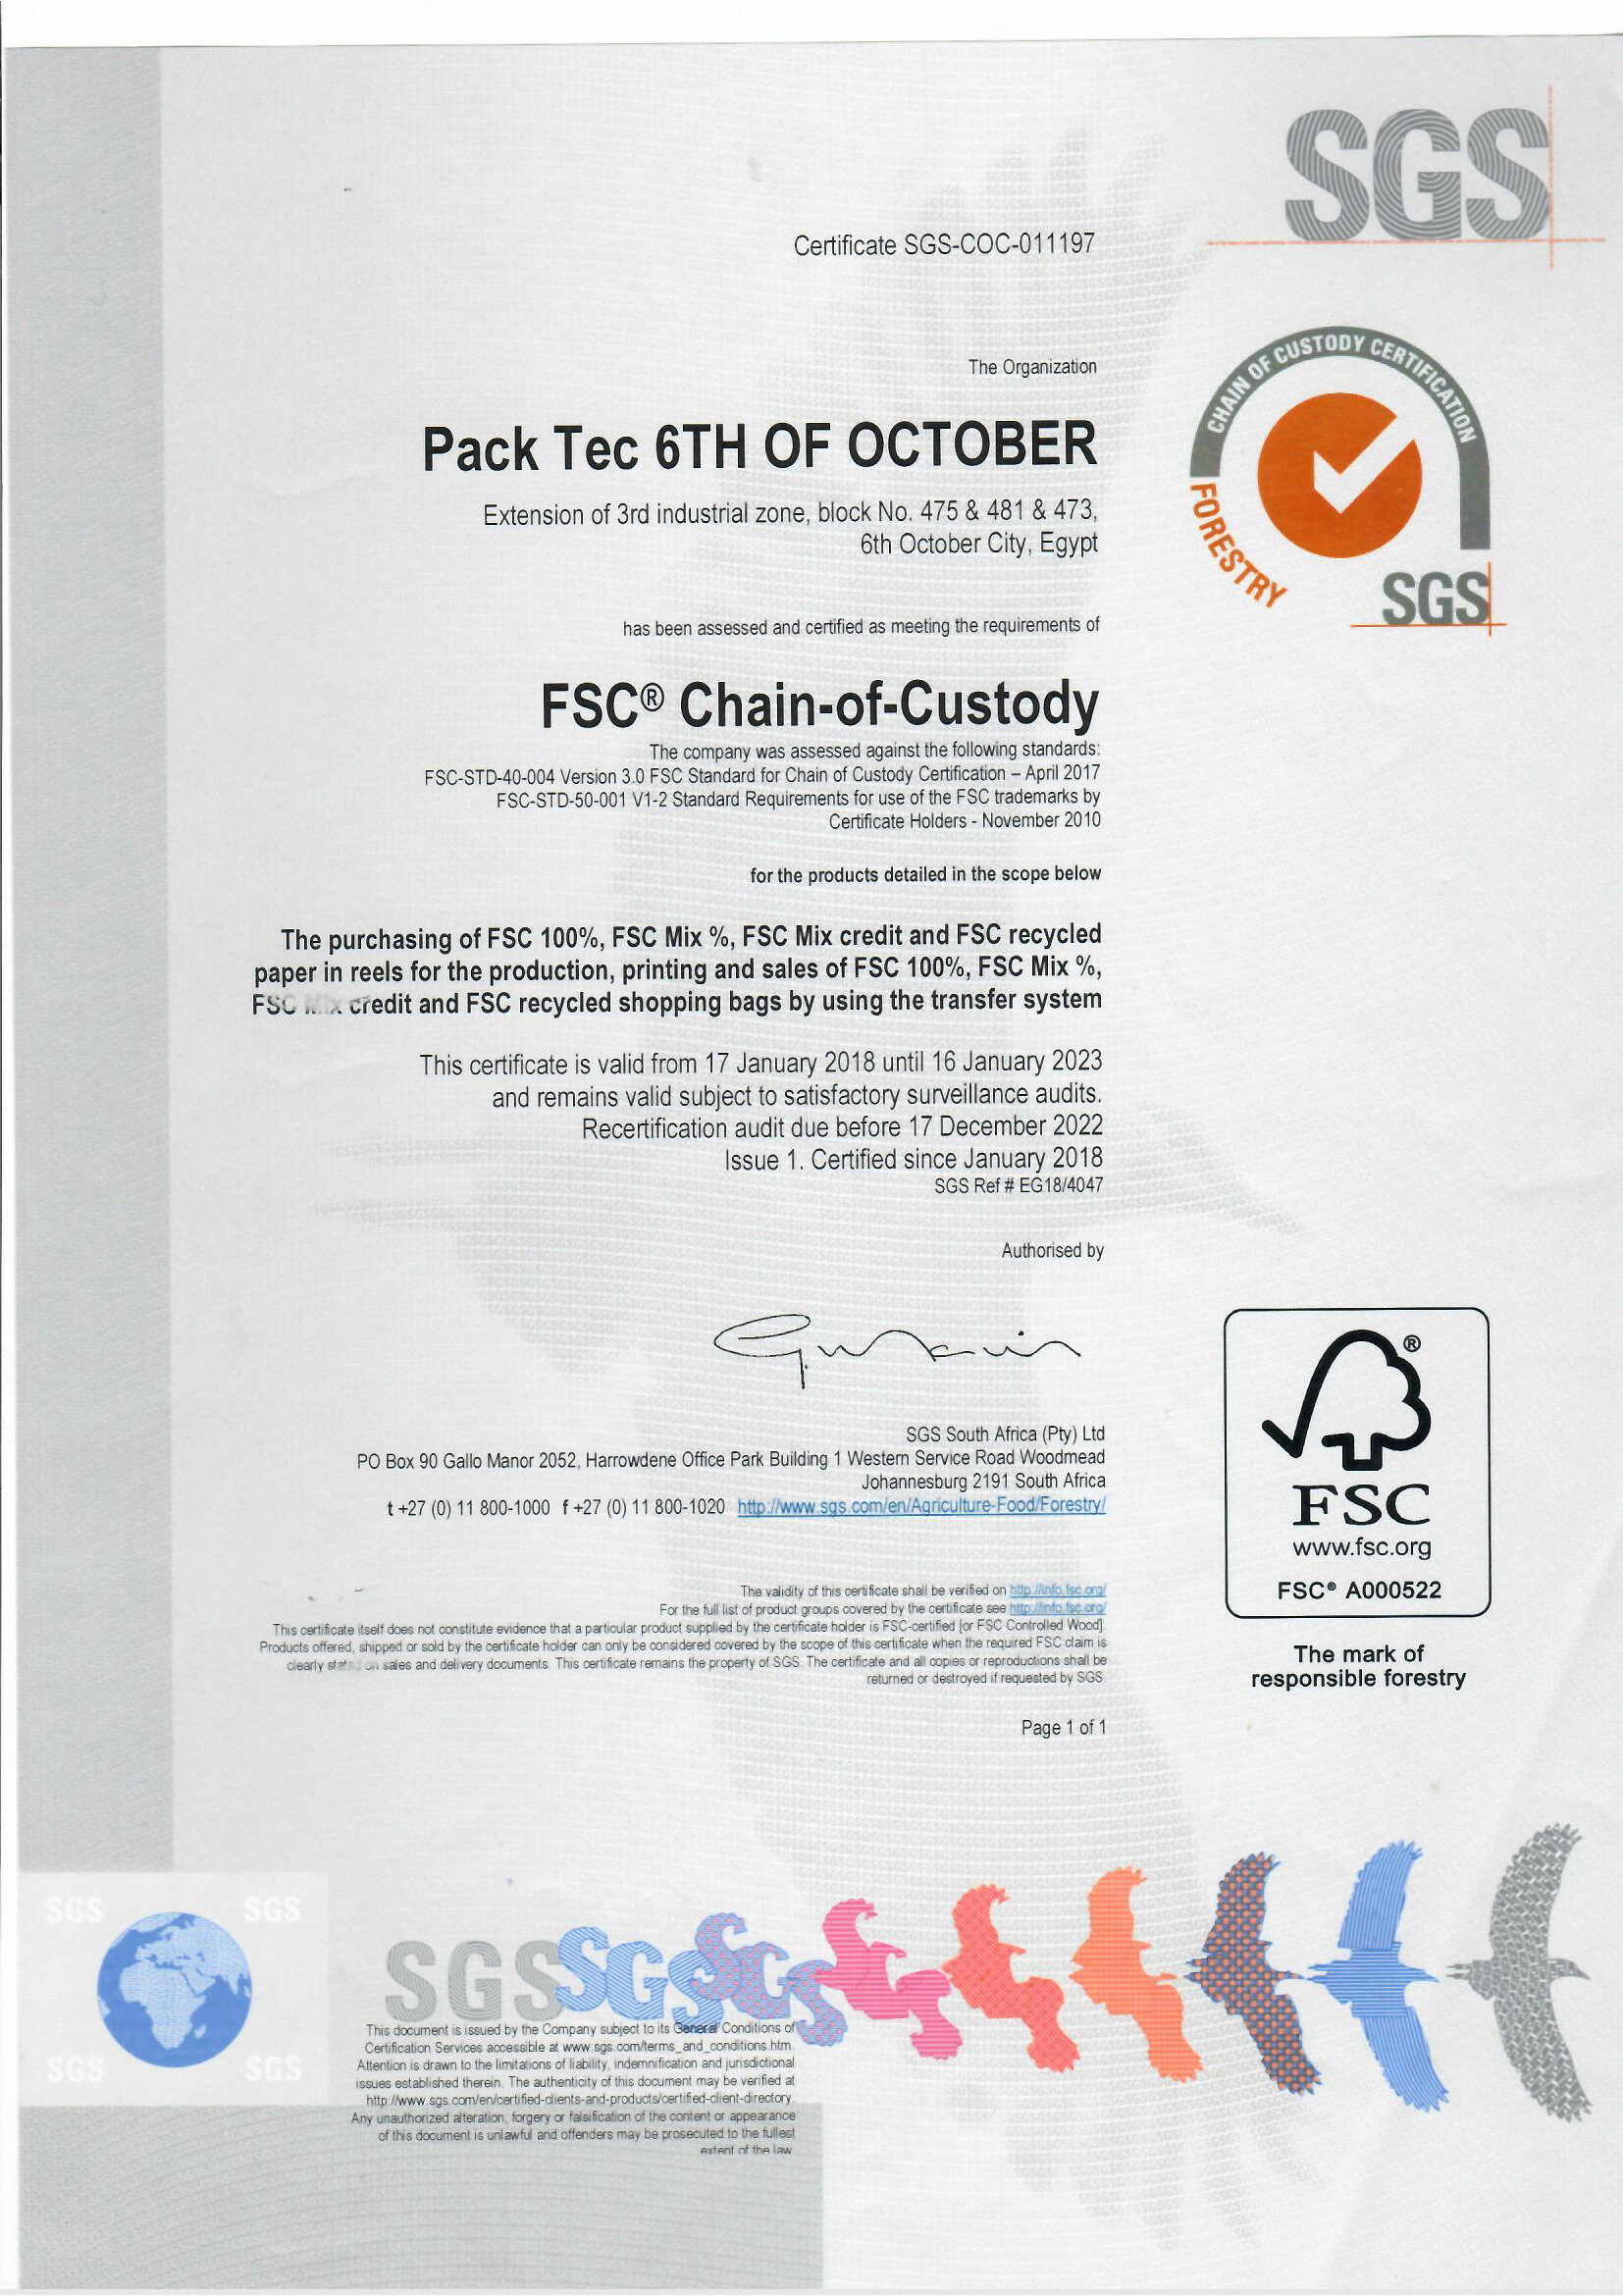 SGS
Certificate SGS-COC-011197
The Organization
CHAIN OF CUSTODY CERTIFICATION
FORESTRY
SGS
Pack Tec 6TH OF OCTOBER
Extension of 3rd industrial zone, block No. 475 & 481 & 473,
6th October City, Egypt
has been assessed and certified as meeting the requirements of
FSC® Chain-of-Custody
The company was assessed against the following standards:
FSC-STD-40-004 Version 3.0 FSC Standard for Chain of Custody Certification – April 2017
FSC-STD-50-001 V1-2 Standard Requirements for use of the FSC trademarks by
Certificate Holders - November 2010
for the products detailed in the scope below
The purchasing of FSC 100%, FSC Mix %, FSC Mix credit and FSC recycled
paper in reels for the production, printing and sales of FSC 100%, FSC Mix %,
FSC Mix credit and FSC recycled shopping bags by using the transfer system
This certificate is valid from 17 January 2018 until 16 January 2023
and remains valid subject to satisfactory surveillance audits.
Recertification audit due before 17 December 2022
Issue 1. Certified since January 2018
SGS Ref # EG18/4047
Authorised by
SGS South Africa (Pty) Ltd
PO Box 90 Gallo Manor 2052, Harrowdene Office Park Building 1 Western Service Road Woodmead
Johannesburg 2191 South Africa
t +27 (0) 11 800-1000 f +27 (0) 11 800-1020 http://www.sgs.com/en/Agriculture-Food/Forestry/
®
FSC
www.fsc.org
FSC® A000522
The mark of
responsible forestry
The validity of this certificate shall be verified on http://info.fsc.org/
For the full list of product groups covered by the certificate see http://info.fsc.org/
This certificate itself does not constitute evidence that a particular product supplied by the certificate holder is FSC-certified [or FSC Controlled Wood].
Products offered, shipped or sold by the certificate holder can only be considered covered by the scope of this certificate when the required FSC claim is
clearly on sales and delivery documents. This certificate remains the property of SGS. The certificate and all copies or reproductions shall be
returned or destroyed if requested by SGS.
Page 1 of 1
SGS SGS
SGS SGS
SGS SGS SGS
This document is issued by the Company subject to its General Conditions of
Certification Services accessible at www.sgs.com/terms_and_conditions.htm.
Attention is drawn to the limitations of liability, indemnification and jurisdictional
issues established therein. The authenticity of this document may be verified at
http://www.sgs.com/en/certified-clients-and-products/certified-client-directory.
Any unauthorized alteration, forgery or falsification of the content or appearance
of this document is unlawful and offenders may be prosecuted to the fullest
extent of the law.